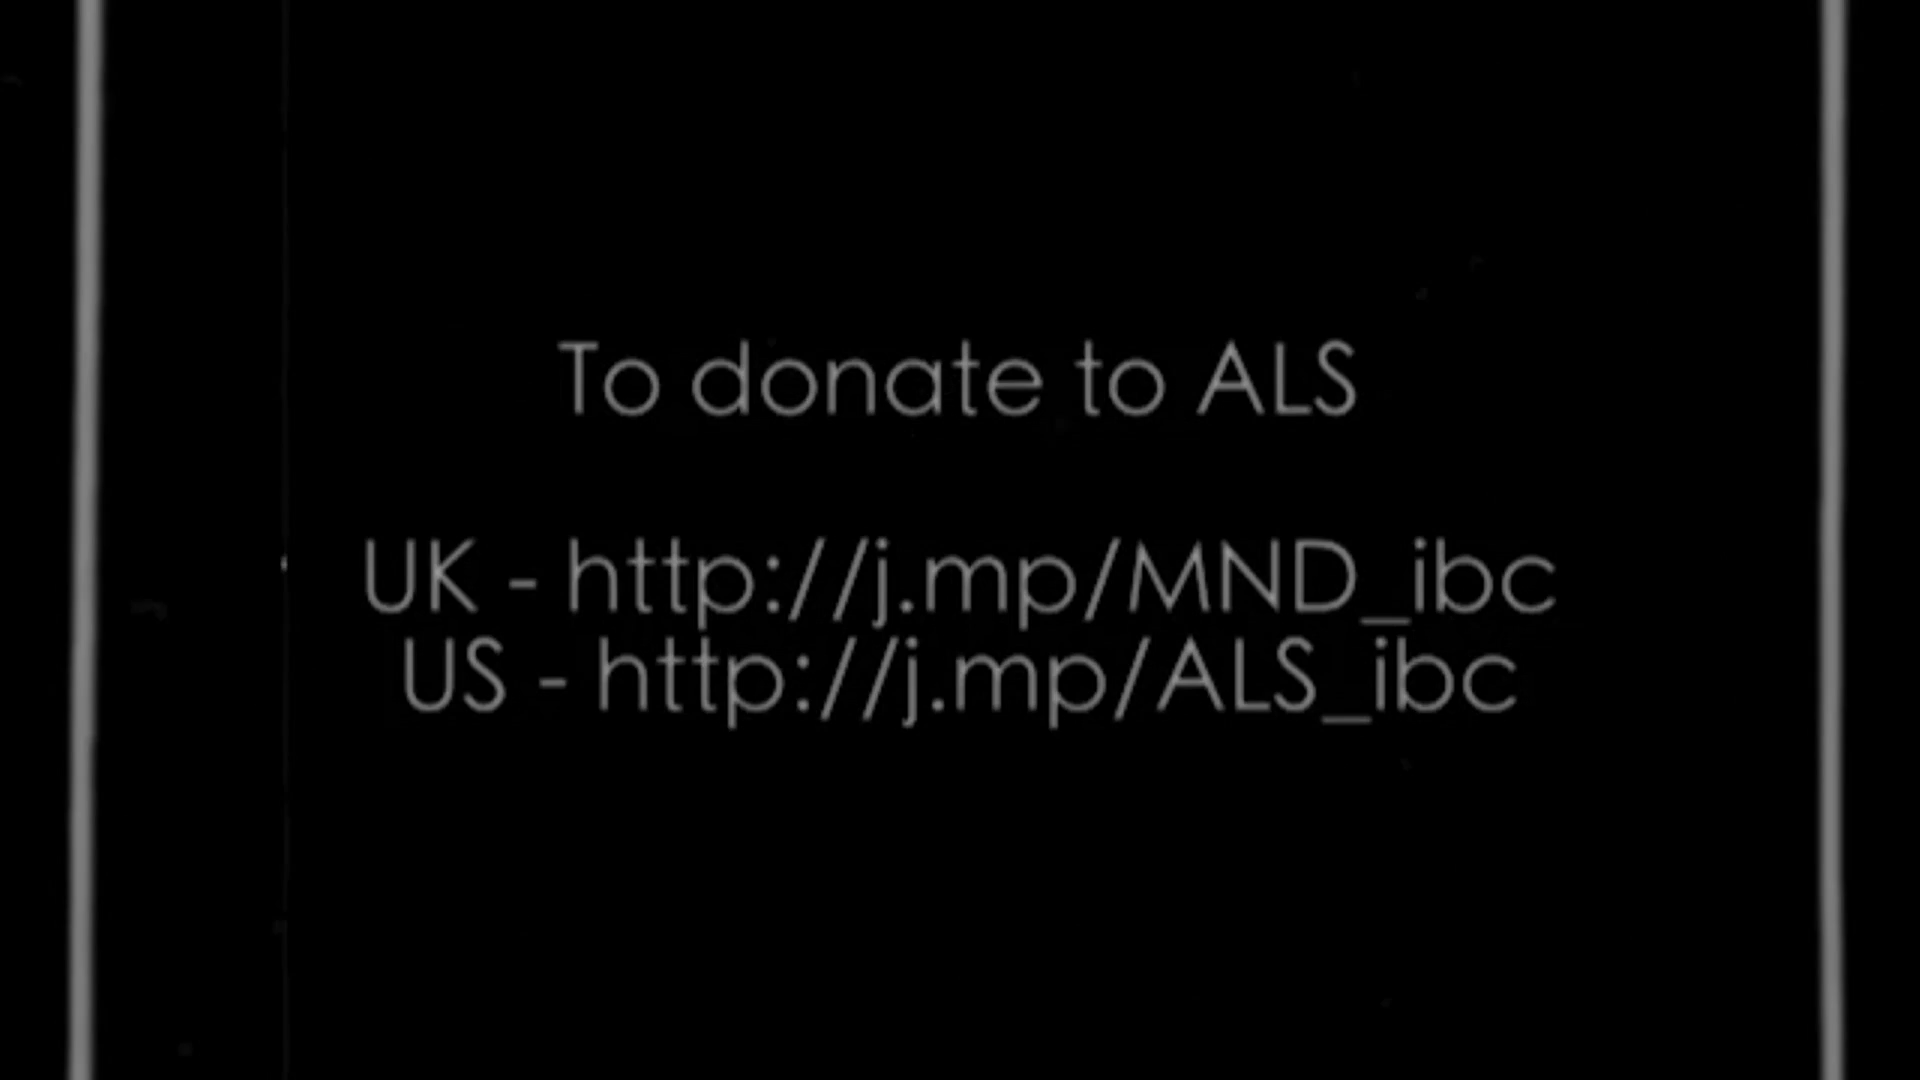 To donate to ALS
UK - http://j.mp/MND_ibc
US - http://j.mp/ALS_ibc